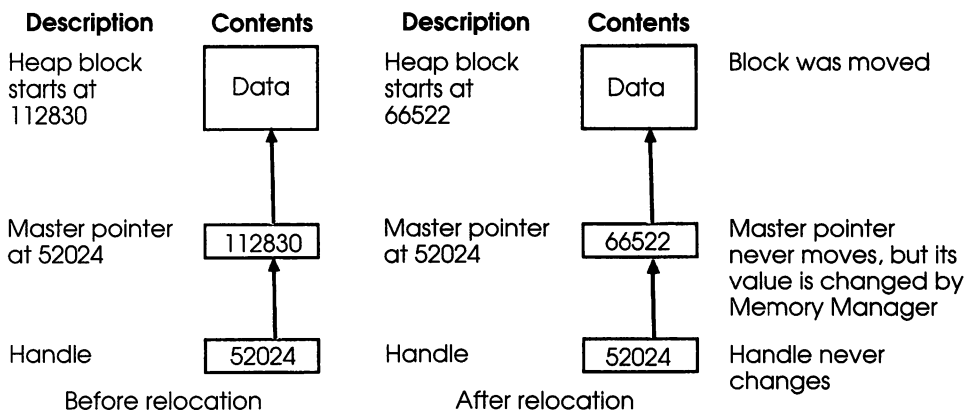 Description Contents Description Contents
Heap block
starts at
112830
Data
Heap block
starts at
66522
Data
Block was moved
Master pointer
at 52024
112830
Master pointer
at 52024
66522
Master pointer
never moves, but its
value is changed by
Memory Manager
Handle
52024
Handle
52024
Handle never
changes
Before relocation
After relocation